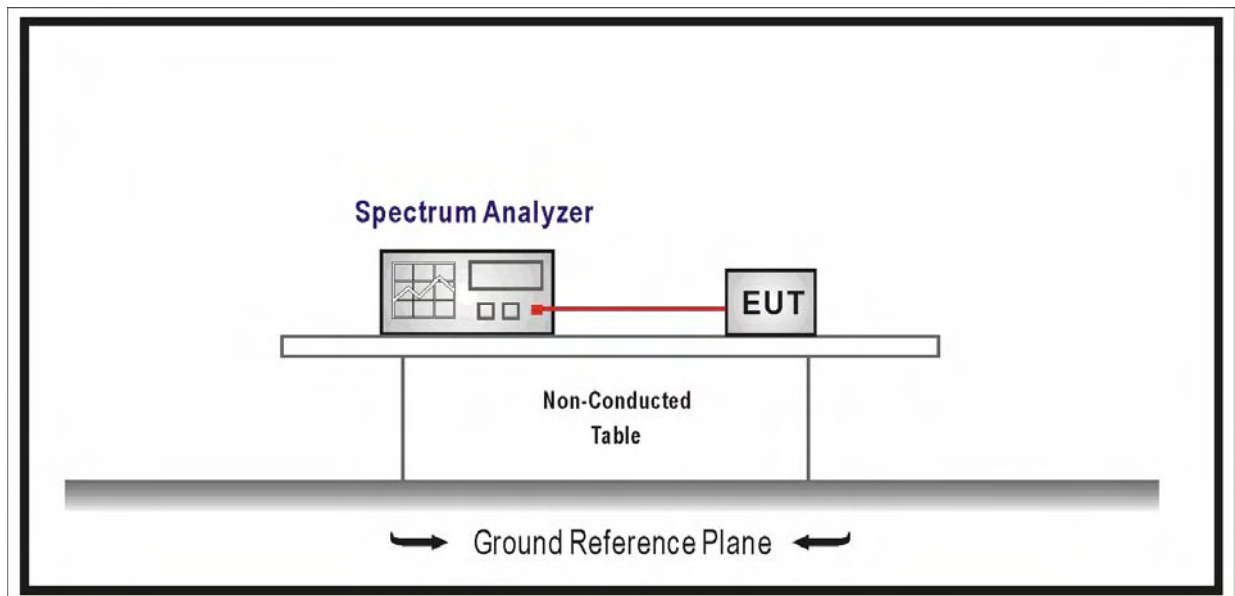 Spectrum Analyzer
EUT
Non-Conducted
Table
Ground Reference Plane